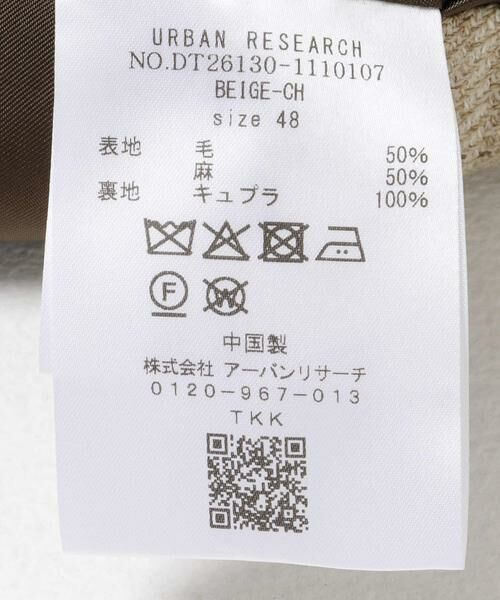 URBAN RESEARCH
NO.DT26130-1110107
BEIGE-CH
size 48
表地 毛 50%
麻 50%
裏地 キュプラ 100%
F W
中国製
株式会社 アーバンリサーチ
0120-967-013
TKK